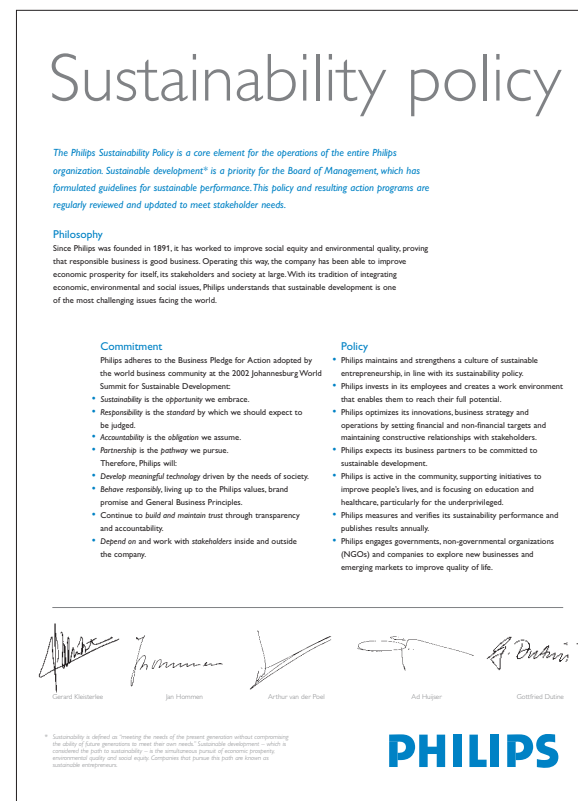 Sustainability policy
The Philips Sustainability Policy is a core element for the operations of the entire Philips
organization. Sustainable development* is a priority for the Board of Management, which has
formulated guidelines for sustainable performance. This policy and resulting action programs are
regularly reviewed and updated to meet stakeholder needs.
Philosophy
Since Philips was founded in 1891, it has worked to improve social equity and environmental quality, proving
that responsible business is good business. Operating this way, the company has been able to improve
economic prosperity for itself, its stakeholders and society at large. With its tradition of integrating
economic, environmental and social issues, Philips understands that sustainable development is one
of the most challenging issues facing the world.
Commitment
Philips adheres to the Business Pledge for Action adopted by
the world business community at the 2002 Johannesburg World
Summit for Sustainable Development:
• Sustainability is the opportunity we embrace.
• Responsibility is the standard by which we should expect to
be judged.
• Accountability is the obligation we assume.
• Partnership is the pathway we pursue.
Therefore, Philips will:
• Develop meaningful technology driven by the needs of society.
• Behave responsibly, living up to the Philips values, brand
promise and General Business Principles.
• Continue to build and maintain trust through transparency
and accountability.
• Depend on and work with stakeholders inside and outside
the company.
Policy
• Philips maintains and strengthens a culture of sustainable
entrepreneurship, in line with its sustainability policy.
• Philips invests in its employees and creates a work environment
that enables them to reach their full potential.
• Philips optimizes its innovations, business strategy and
operations by setting financial and non-financial targets and
maintaining constructive relationships with stakeholders.
• Philips expects its business partners to be committed to
sustainable development.
• Philips is active in the community, supporting initiatives to
improve people's lives, and is focusing on education and
healthcare, particularly for the underprivileged.
• Philips measures and verifies its sustainability performance and
publishes results annually.
• Philips engages governments, non-governmental organizations
(NGOs) and companies to explore new businesses and
emerging markets to improve quality of life.
Gerard Kleisterlee
Jan Hommen
Arthur van der Poel
Ad Huijser
Gottfried Dutiné
* Sustainability is defined as "meeting the needs of the present generation without compromising
the ability of future generations to meet their own needs." Sustainable development – which is
considered the path to sustainability – is the simultaneous pursuit of economic prosperity,
environmental quality and social equity. Companies that pursue this path are known as
sustainable entrepreneurs.
PHILIPS